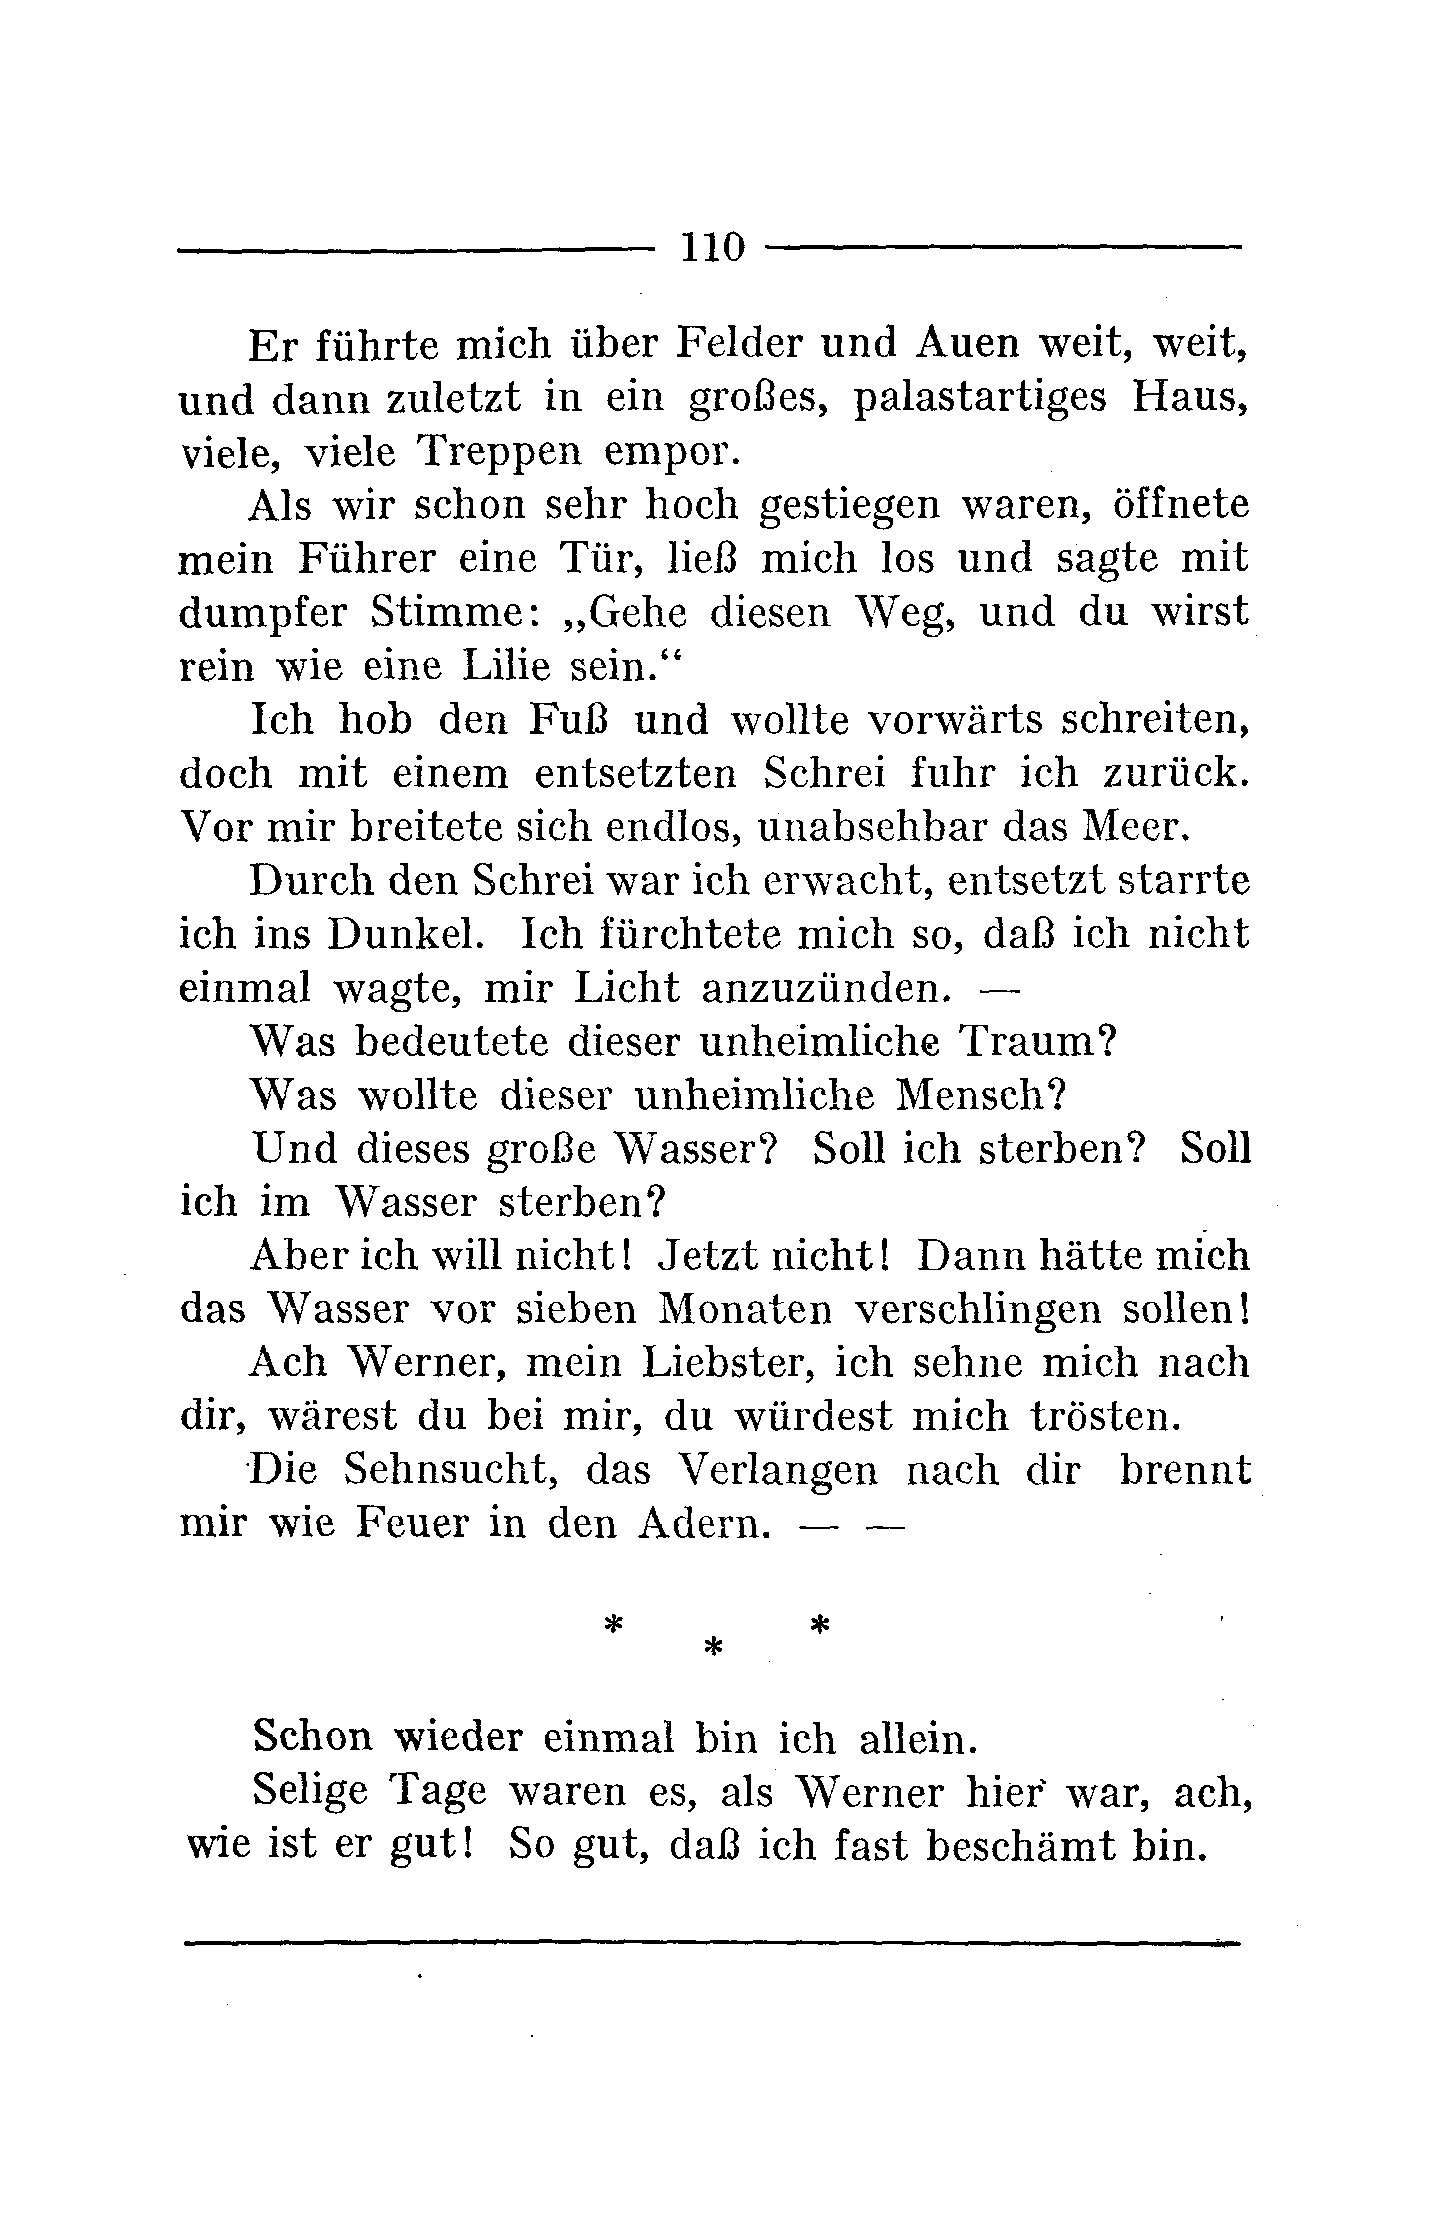 110
Er führte mich über Felder und Auen weit, weit,
und dann zuletzt in ein großes, palastartiges Haus,
viele, viele Treppen empor.
Als wir schon sehr hoch gestiegen waren, öffnete
mein Führer eine Tür, ließ mich los und sagte mit
dumpfer Stimme: „Gehe diesen Weg, und du wirst
rein wie eine Lilie sein.“
Ich hob den Fuß und wollte vorwärts schreiten,
doch mit einem entsetzten Schrei fuhr ich zurück.
Vor mir breitete sich endlos, unabsehbar das Meer.
Durch den Schrei war ich erwacht, entsetzt starrte
ich ins Dunkel. Ich fürchtete mich so, daß ich nicht
einmal wagte, mir Licht anzuzünden. —
Was bedeutete dieser unheimliche Traum?
Was wollte dieser unheimliche Mensch?
Und dieses große Wasser? Soll ich sterben? Soll
ich im Wasser sterben?
Aber ich will nicht! Jetzt nicht! Dann hätte mich
das Wasser vor sieben Monaten verschlingen sollen!
Ach Werner, mein Liebster, ich sehne mich nach
dir, wärest du bei mir, du würdest mich trösten.
Die Sehnsucht, das Verlangen nach dir brennt
mir wie Feuer in den Adern. — —
* * *
Schon wieder einmal bin ich allein.
Selige Tage waren es, als Werner hier war, ach,
wie ist er gut! So gut, daß ich fast beschämt bin.